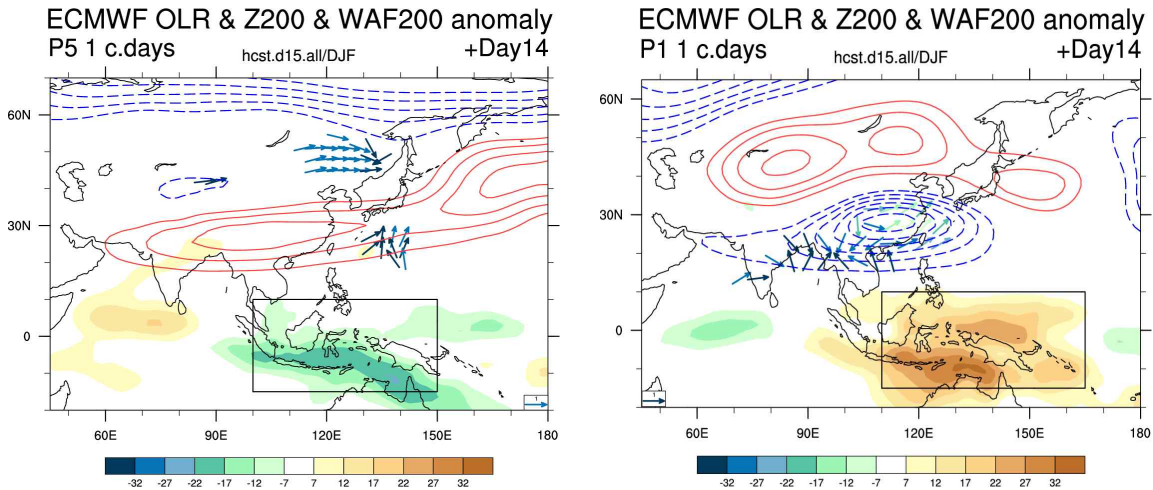 ECMWF OLR & Z200 & WAF200 anomaly
P5 1 c.days hcst.d15.all/DJF +Day14
60N
30N
0
1
60E 90E 120E 150E 180
-32 -27 -22 -17 -12 -7 7 12 17 22 27 32
ECMWF OLR & Z200 & WAF200 anomaly
P1 1 c.days hcst.d15.all/DJF +Day14
60N
30N
0
1
60E 90E 120E 150E 180
-32 -27 -22 -17 -12 -7 7 12 17 22 27 32